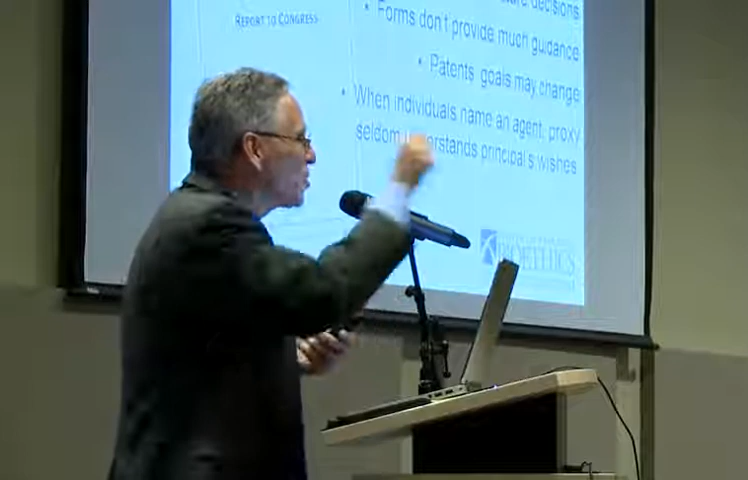 decisions
REPORT TO CONGRESS
• Forms don't provide much guidance
• Patents goals may change
• When individuals name an agent, proxy
seldom understands principal's wishes
BIOETHICS